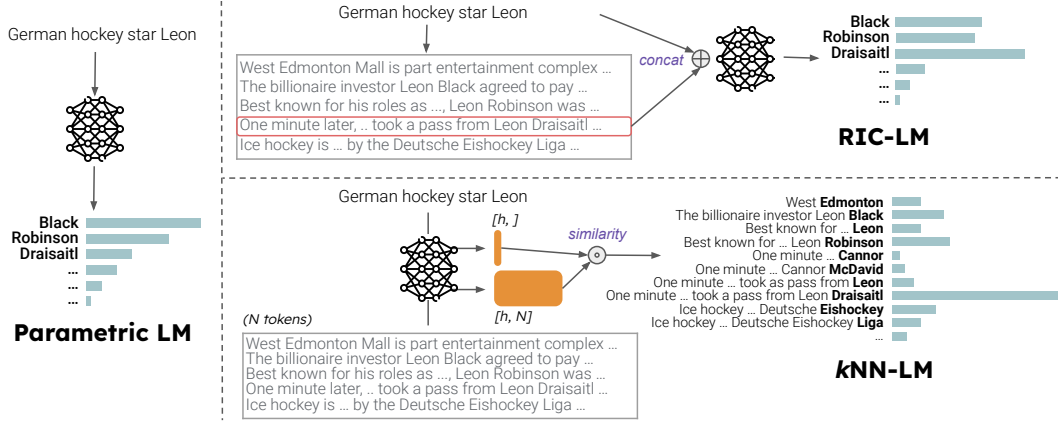 German hockey star Leon
Black
Robinson
Draisaitl
...
...
...
Parametric LM
German hockey star Leon
West Edmonton Mall is part entertainment complex ...
The billionaire investor Leon Black agreed to pay ...
Best known for his roles as ..., Leon Robinson was ...
One minute later, .. took a pass from Leon Draisaitl ...
Ice hockey is ... by the Deutsche Eishockey Liga ...
concat
Black
Robinson
Draisaitl
...
...
...
RIC-LM
German hockey star Leon
[h, ]
similarity
[h, N]
(N tokens)
West Edmonton Mall is part entertainment complex ...
The billionaire investor Leon Black agreed to pay ...
Best known for his roles as ..., Leon Robinson was ...
One minute later, .. took a pass from Leon Draisaitl ...
Ice hockey is ... by the Deutsche Eishockey Liga ...
West Edmonton
The billionaire investor Leon Black
Best known for ... Leon
Best known for ... Leon Robinson
One minute ... Cannor
One minute ... Cannor McDavid
One minute ... took as pass from Leon
One minute ... took a pass from Leon Draisaitl
Ice hockey ... Deutsche Eishockey
Ice hockey ... Deutsche Eishockey Liga
...
kNN-LM